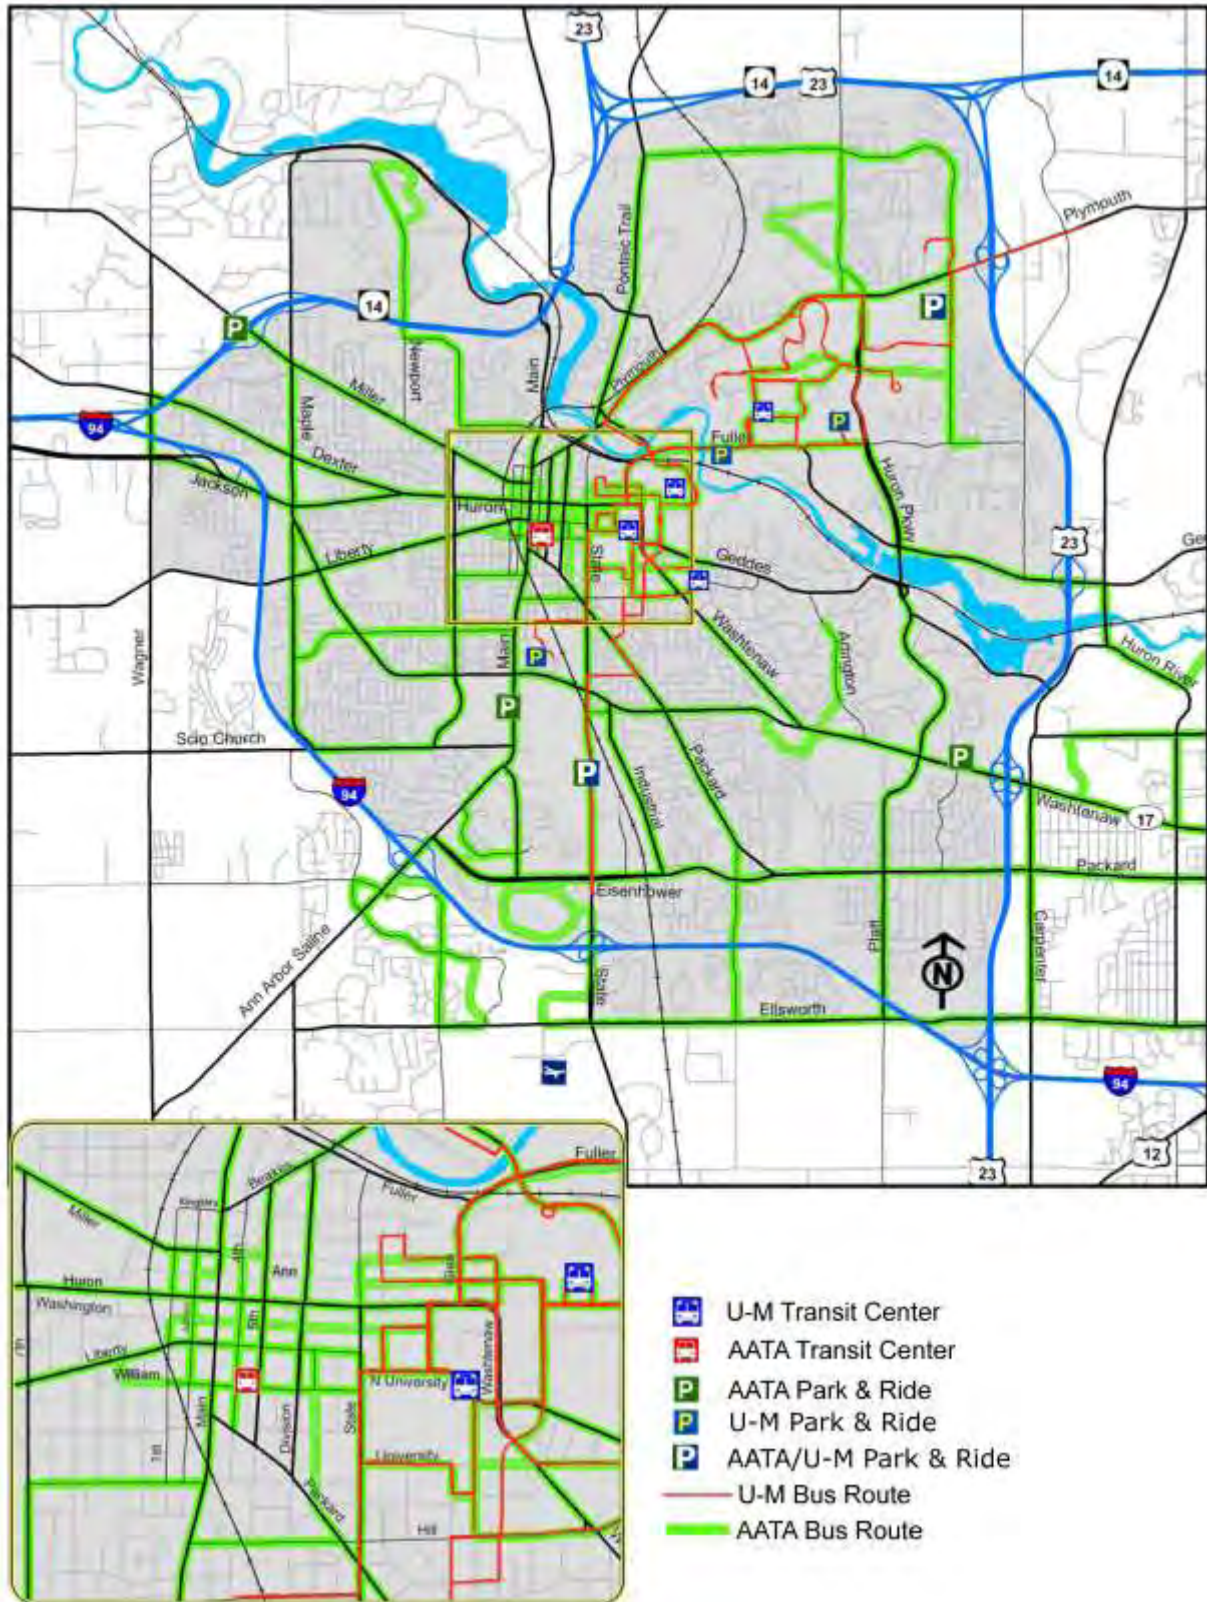 23
14
23
14
Plymouth
Pontiac Trail
14
Newport
Main
Plymouth
Miller
Maple
94
Fuller
Dexter
Jackson
Huron
Huron Pkwy
Liberty
State
Geddes
23
Ge
Wagner
Main
Washtenaw
Arlington
Huron River
Scio Church
Packard
Industrial
94
Washtenaw
17
Packard
Eisenhower
Platt
Carpenter
Ann Arbor Saline
State
N
Ellsworth
94
12
23
Fuller
Beakes
Fuller
Kingsley
Miller
4th
Ann
Glen
Huron
Washington
5th
7th
Liberty
William
N University
Washtenaw
Main
Division
State
1st
University
Packard
Hill
P U-M Transit Center
AATA Transit Center
P AATA Park & Ride
P U-M Park & Ride
P AATA/U-M Park & Ride
U-M Bus Route
AATA Bus Route